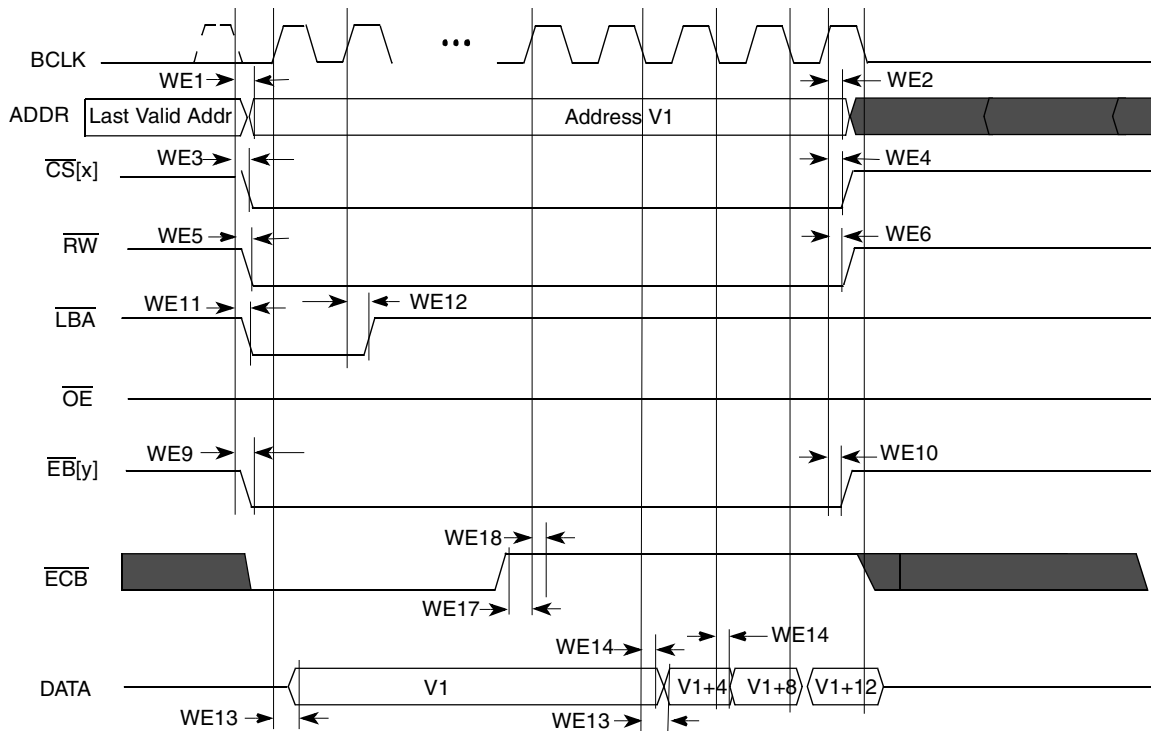 •••
BCLK
WE1
WE2
ADDR
Last Valid Addr
Address V1
WE3
WE4
CS[x]
WE5
WE6
RW
WE11
WE12
LBA
OE
WE9
WE10
EB[y]
WE18
ECB
WE17
WE14
WE14
DATA
V1
V1+4
V1+8
V1+12
WE13
WE13